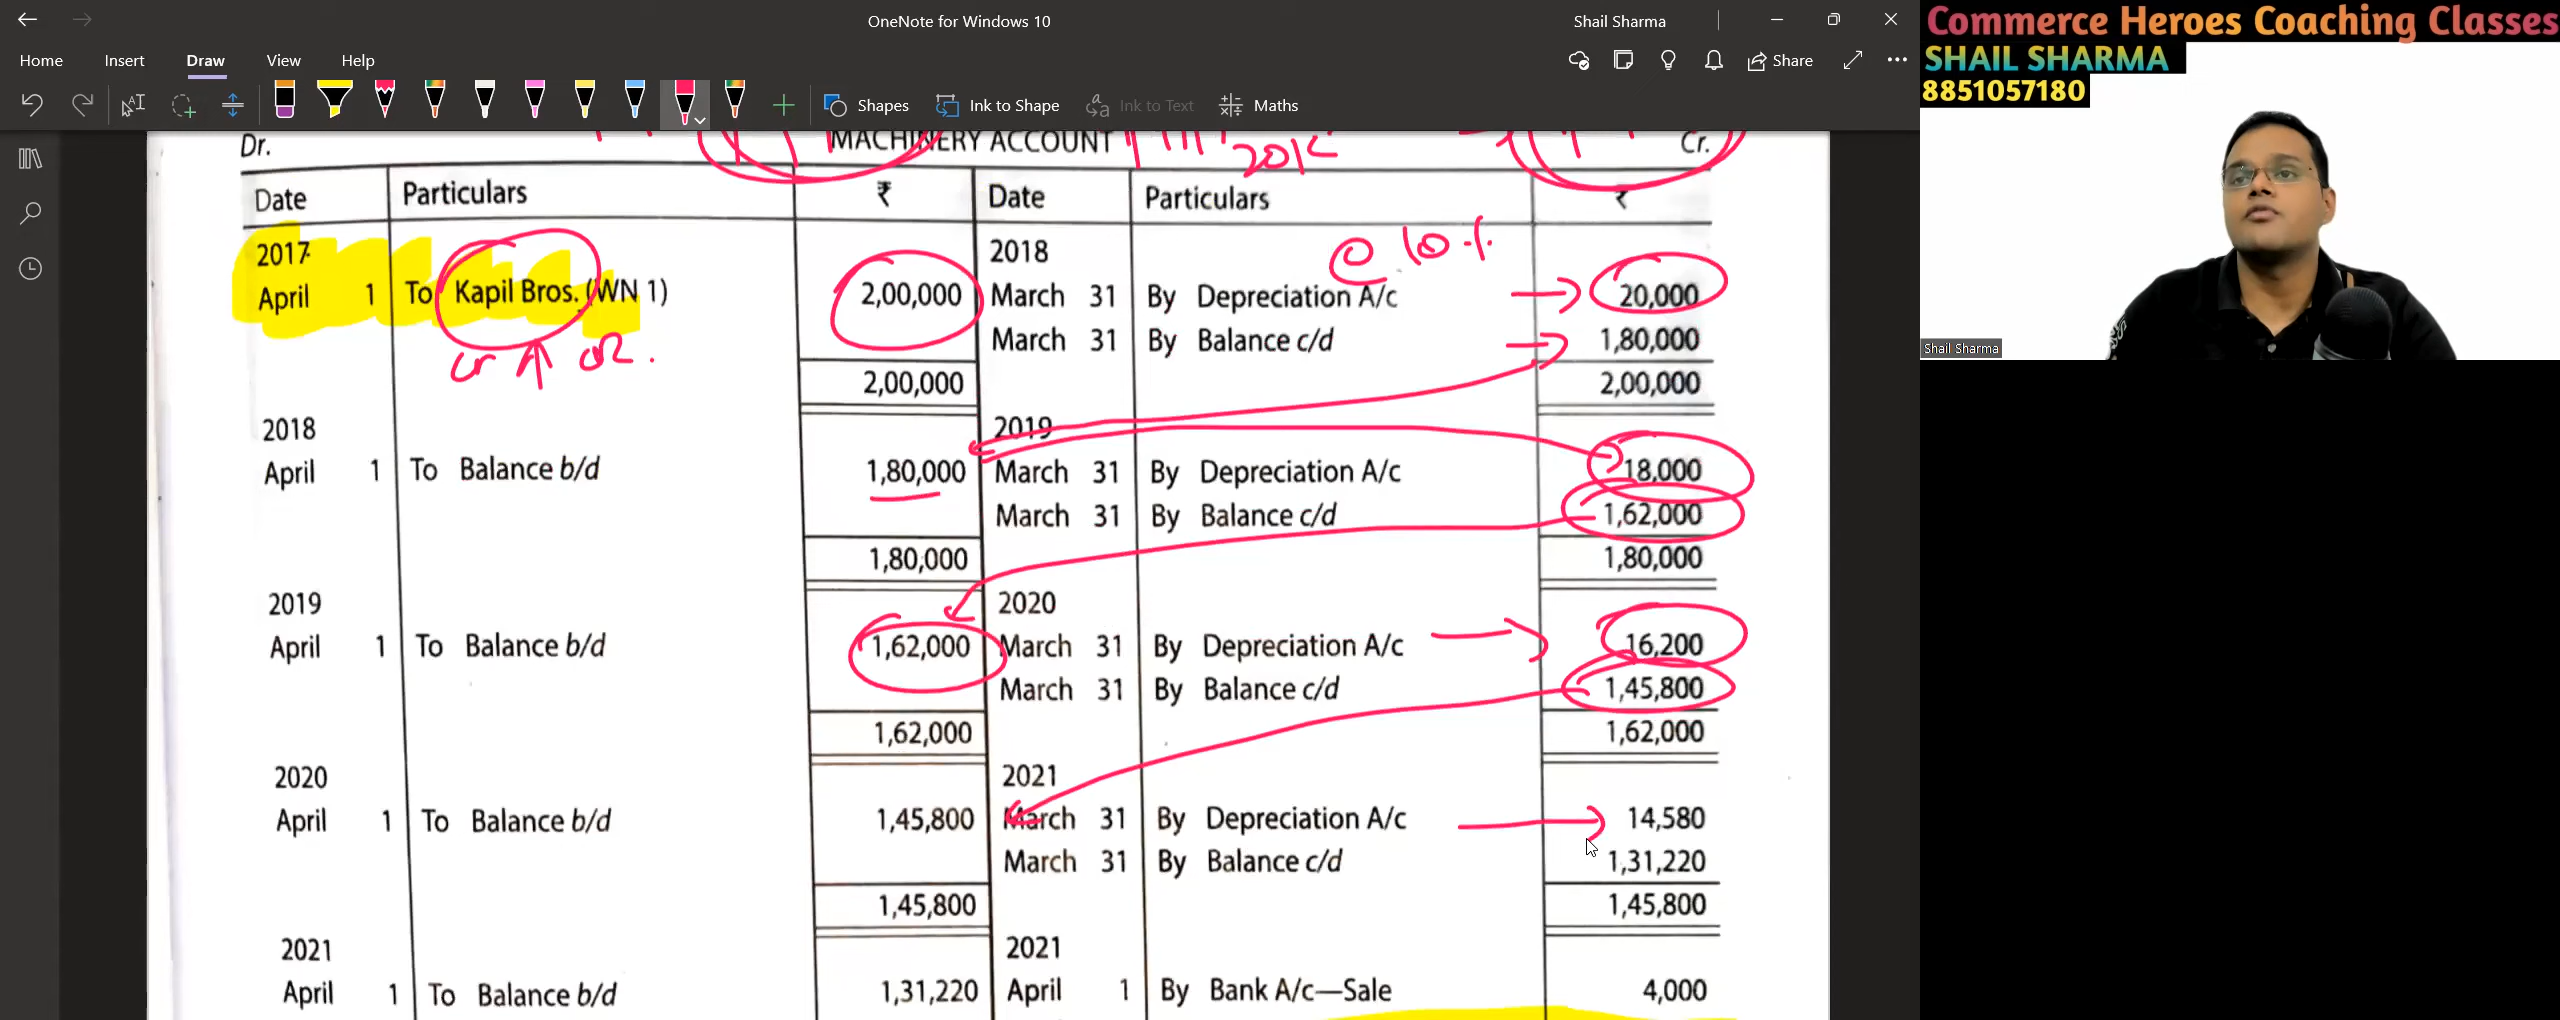 OneNote for Windows 10
Shail Sharma
Home Insert Draw View Help
Share
Shapes Ink to Shape Ink to Text Maths
Commerce Heroes Coaching Classes
SHAIL SHARMA
8851057180
Shail Sharma
Dr. MACHINERY ACCOUNT Cr.
Date Particulars ₹ Date Particulars ₹
@ 10 %
2017 2018
April 1 To Kapil Bros. (WN 1) 2,00,000 March 31 By Depreciation A/c 20,000
March 31 By Balance c/d 1,80,000
cr
2,00,000 2,00,000
2018 2019
April 1 To Balance b/d 1,80,000 March 31 By Depreciation A/c 18,000
March 31 By Balance c/d 1,62,000
1,80,000 1,80,000
2019 2020
April 1 To Balance b/d 1,62,000 March 31 By Depreciation A/c 16,200
March 31 By Balance c/d 1,45,800
1,62,000 1,62,000
2020 2021
April 1 To Balance b/d 1,45,800 March 31 By Depreciation A/c 14,580
March 31 By Balance c/d 1,31,220
1,45,800 1,45,800
2021 2021
April 1 To Balance b/d 1,31,220 April 1 By Bank A/c—Sale 4,000